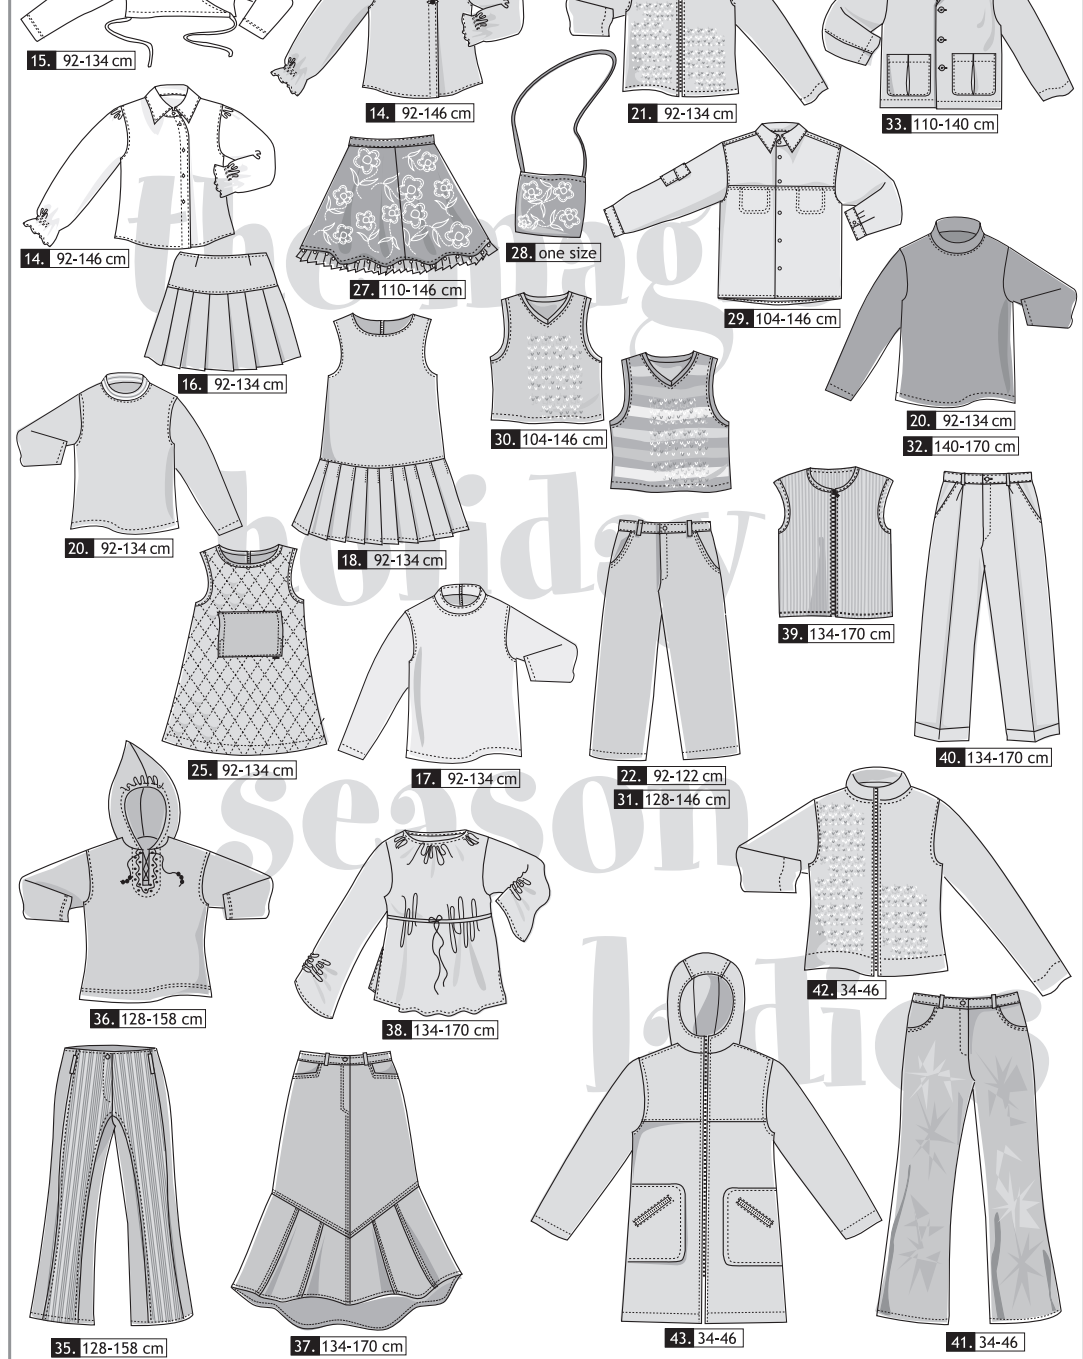 15. 92-134 cm
14. 92-146 cm
21. 92-134 cm
33. 110-140 cm
14. 92-146 cm
27. 110-146 cm
28. one size
29. 104-146 cm
16. 92-134 cm
30. 104-146 cm
20. 92-134 cm
32. 140-170 cm
20. 92-134 cm
18. 92-134 cm
39. 134-170 cm
25. 92-134 cm
17. 92-134 cm
22. 92-122 cm
31. 128-146 cm
40. 134-170 cm
36. 128-158 cm
38. 134-170 cm
42. 34-46
35. 128-158 cm
37. 134-170 cm
43. 34-46
41. 34-46
the mag
holiday
season
ladies